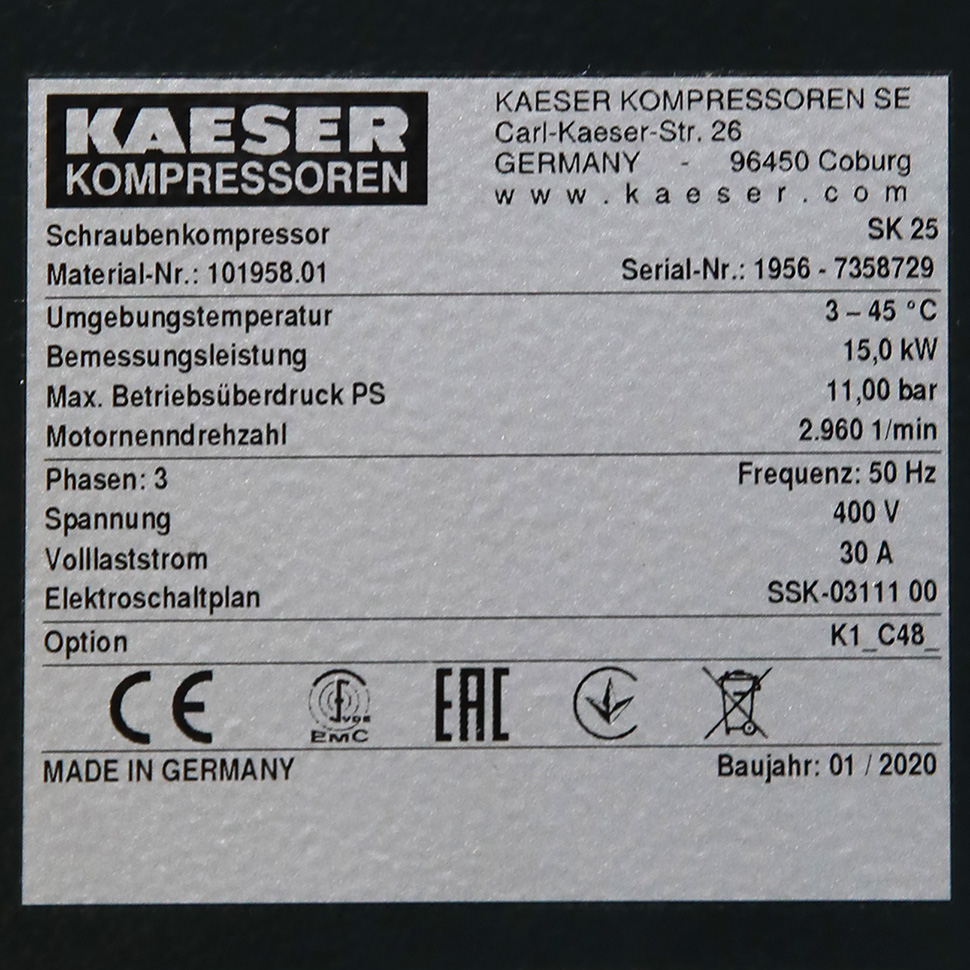 KAESER
KOMPRESSOREN
KAESER KOMPRESSOREN SE
Carl-Kaeser-Str. 26
GERMANY - 96450 Coburg
www.kaeser.com
Schraubenkompressor SK 25
Material-Nr.: 101958.01 Serial-Nr.: 1956 - 7358729
Umgebungstemperatur 3 – 45 °C
Bemessungsleistung 15,0 kW
Max. Betriebsüberdruck PS 11,00 bar
Motornenndrehzahl 2.960 1/min
Phasen: 3 Frequenz: 50 Hz
Spannung 400 V
Volllaststrom 30 A
Elektroschaltplan SSK-03111 00
Option K1_C48_
CE VDE EMC EAC
MADE IN GERMANY Baujahr: 01 / 2020